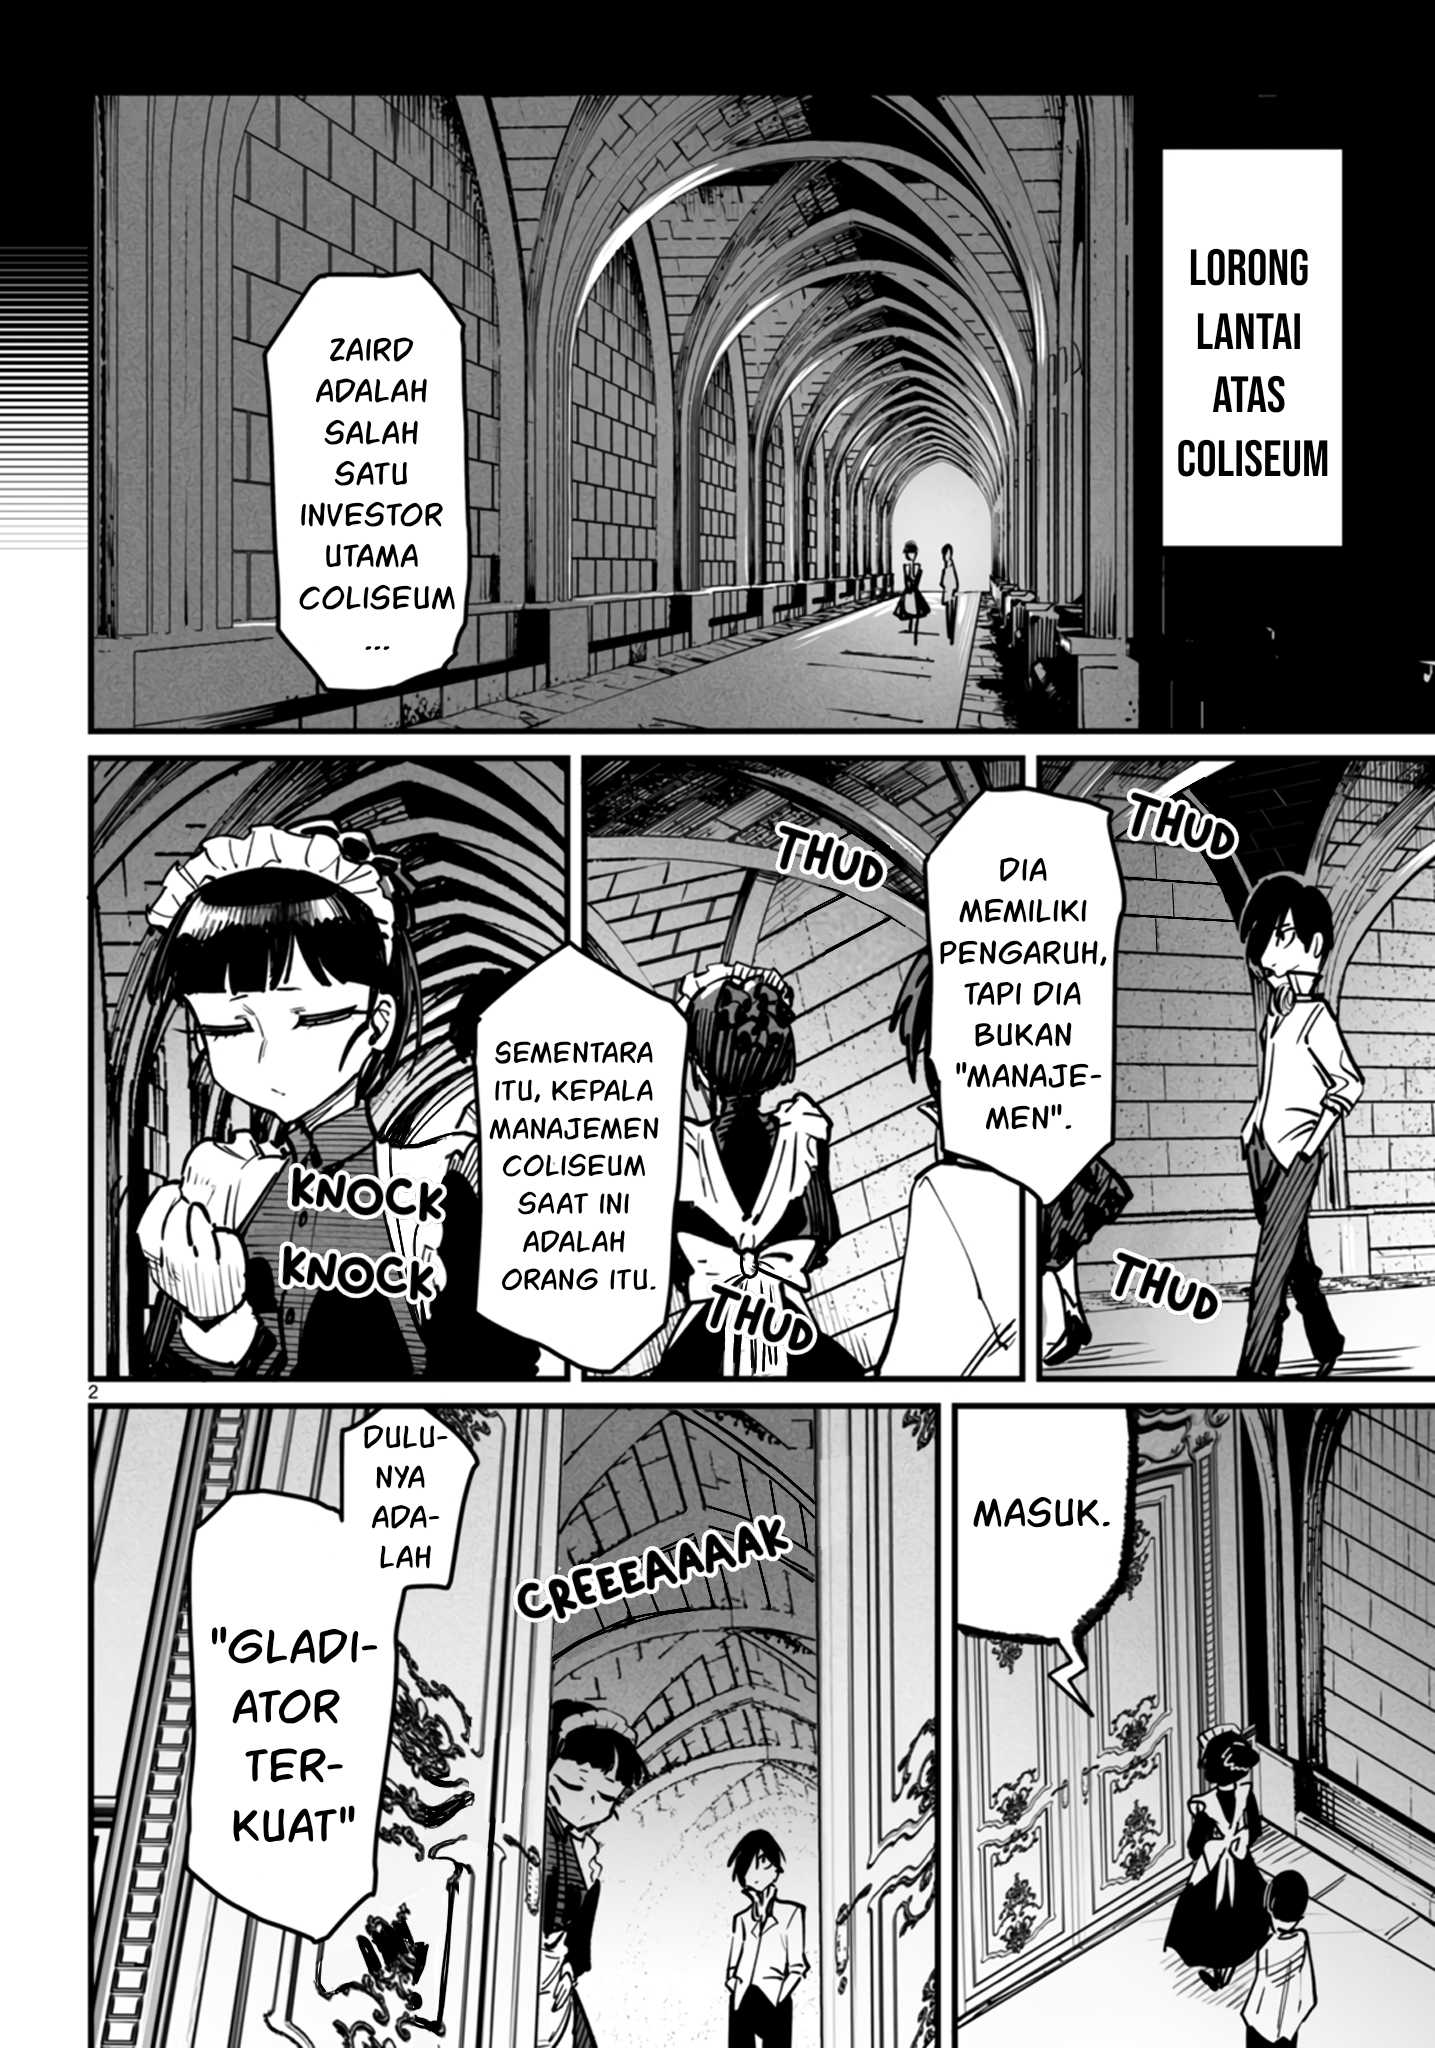 LORONG
LANTAI
ATAS
COLISEUM
ZAIRD
ADALAH
SALAH
SATU
INVESTOR
UTAMA
COLISEUM
...
THUD
DIA
MEMILIKI
PENGARUH,
TAPI DIA
BUKAN
"MANAJE-
MEN".
THUD
THUD
THUD
SEMENTARA
ITU, KEPALA
MANAJEMEN
COLISEUM
SAAT INI
ADALAH
ORANG ITU.
KNOCK
KNOCK
2
MASUK.
CREEEAAAAAK
DULU-
NYA
ADA-
LAH
"GLADI-
ATOR
TER-
KUAT"